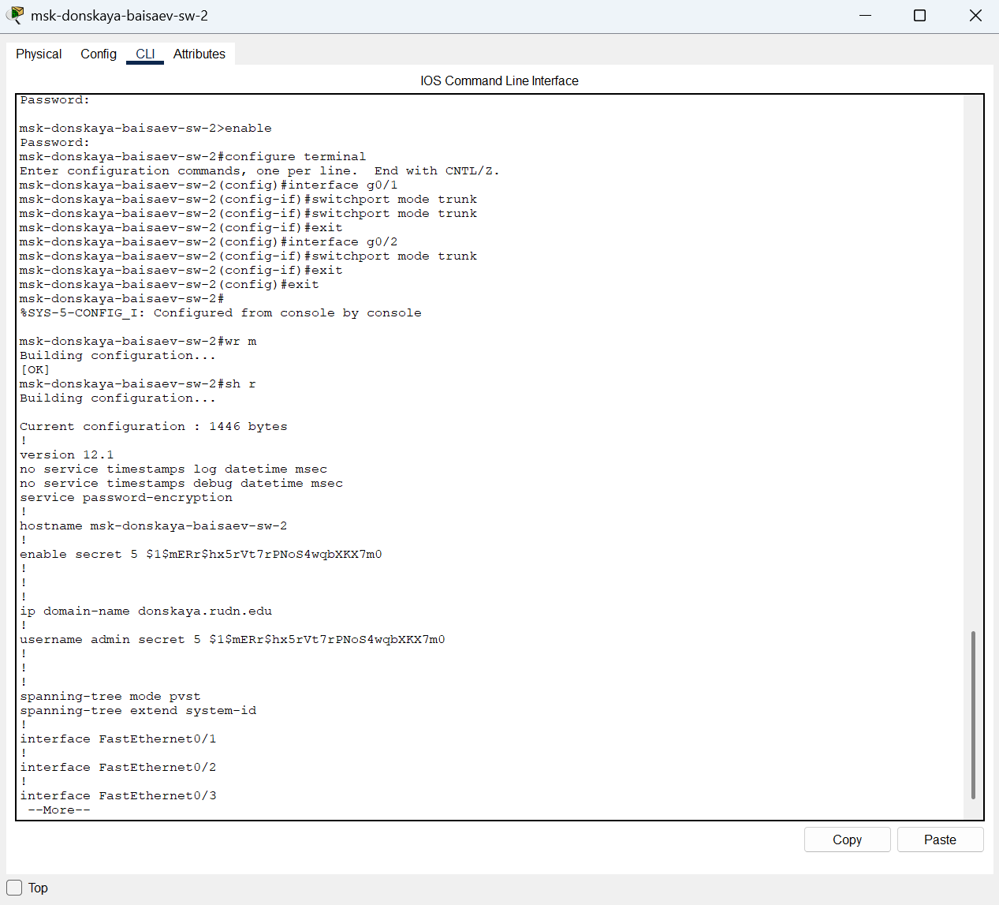 msk-donskaya-baisaev-sw-2
Physical Config CLI Attributes
IOS Command Line Interface
Password:
msk-donskaya-baisaev-sw-2>enable
Password:
msk-donskaya-baisaev-sw-2#configure terminal
Enter configuration commands, one per line.  End with CNTL/Z.
msk-donskaya-baisaev-sw-2(config)#interface g0/1
msk-donskaya-baisaev-sw-2(config-if)#switchport mode trunk
msk-donskaya-baisaev-sw-2(config-if)#switchport mode trunk
msk-donskaya-baisaev-sw-2(config-if)#exit
msk-donskaya-baisaev-sw-2(config)#interface g0/2
msk-donskaya-baisaev-sw-2(config-if)#switchport mode trunk
msk-donskaya-baisaev-sw-2(config-if)#exit
msk-donskaya-baisaev-sw-2(config)#exit
msk-donskaya-baisaev-sw-2#
%SYS-5-CONFIG_I: Configured from console by console
msk-donskaya-baisaev-sw-2#wr m
Building configuration...
[OK]
msk-donskaya-baisaev-sw-2#sh r
Building configuration...
Current configuration : 1446 bytes
!
version 12.1
no service timestamps log datetime msec
no service timestamps debug datetime msec
service password-encryption
!
hostname msk-donskaya-baisaev-sw-2
!
enable secret 5 $1$mERr$hx5rVt7rPNoS4wqbXKX7m0
!
!
!
ip domain-name donskaya.rudn.edu
!
username admin secret 5 $1$mERr$hx5rVt7rPNoS4wqbXKX7m0
!
!
!
spanning-tree mode pvst
spanning-tree extend system-id
!
interface FastEthernet0/1
!
interface FastEthernet0/2
!
interface FastEthernet0/3
--More--
Copy Paste
Top